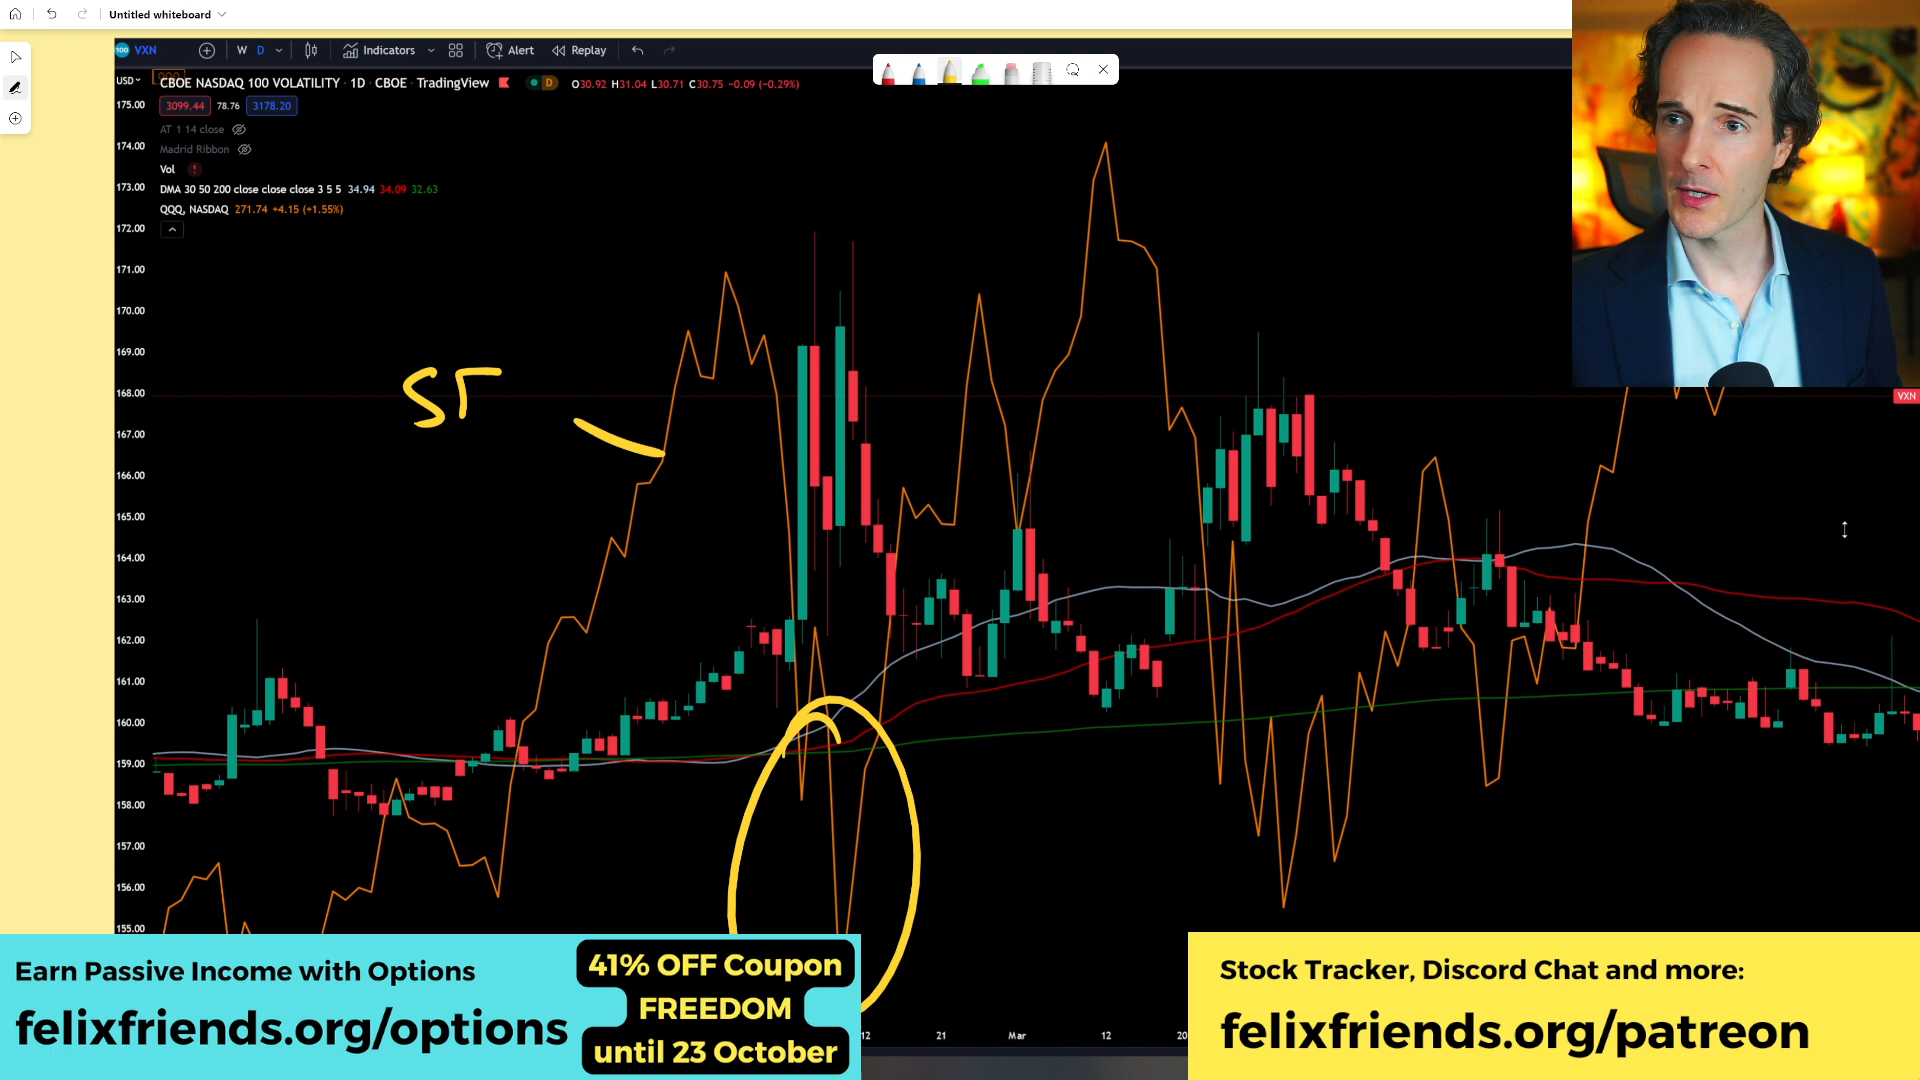 Untitled whiteboard
100 VXN W D Indicators Alert Replay
USD CBOE NASDAQ 100 VOLATILITY · 1D · CBOE · TradingView D O30.92 H31.04 L30.71 C30.75 -0.09 (-0.29%)
3099.44 78.76 3178.20
AT 1 14 close
Madrid Ribbon
Vol !
DMA 30 50 200 close close close 3 5 5 34.94 34.09 32.63
QQQ, NASDAQ 271.74 +4.15 (+1.55%)
175.00
174.00
173.00
172.00
171.00
170.00
169.00
168.00
167.00
166.00
165.00
164.00
163.00
162.00
161.00
160.00
159.00
158.00
157.00
156.00
155.00
ST
VXN
12 21 Mar 12 20
Earn Passive Income with Options
felixfriends.org/options
41% OFF Coupon
FREEDOM
until 23 October
Stock Tracker, Discord Chat and more:
felixfriends.org/patreon